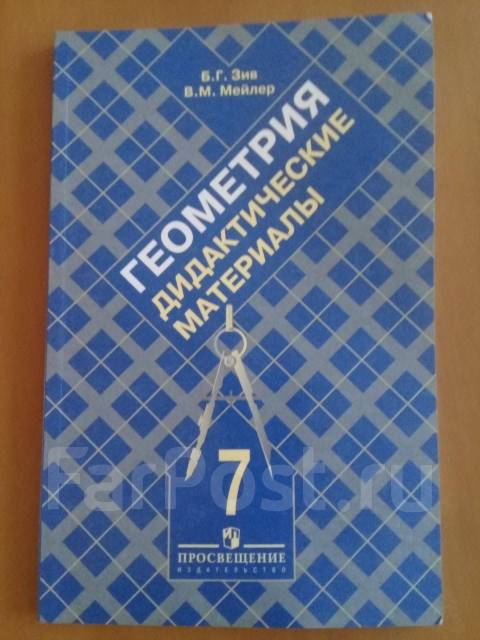 Б.Г. Зив
В.М. Мейлер
ГЕОМЕТРИЯ
ДИДАКТИЧЕСКИЕ
МАТЕРИАЛЫ
7
ПРОСВЕЩЕНИЕ
ИЗДАТЕЛЬСТВО
FarPost.ru